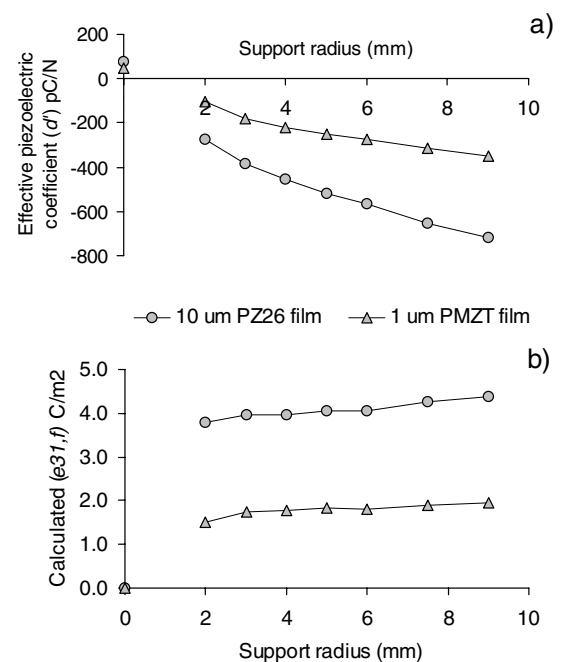 a)
200
Support radius (mm)
0
2 4 6 8 10
-200
-400
-600
-800
Effective piezoelectric
coefficient (d') pC/N
10 um PZ26 film
1 um PMZT film
b)
5.0
4.0
3.0
2.0
1.0
0.0
Calculated (e31,f) C/m2
0 2 4 6 8 10
Support radius (mm)